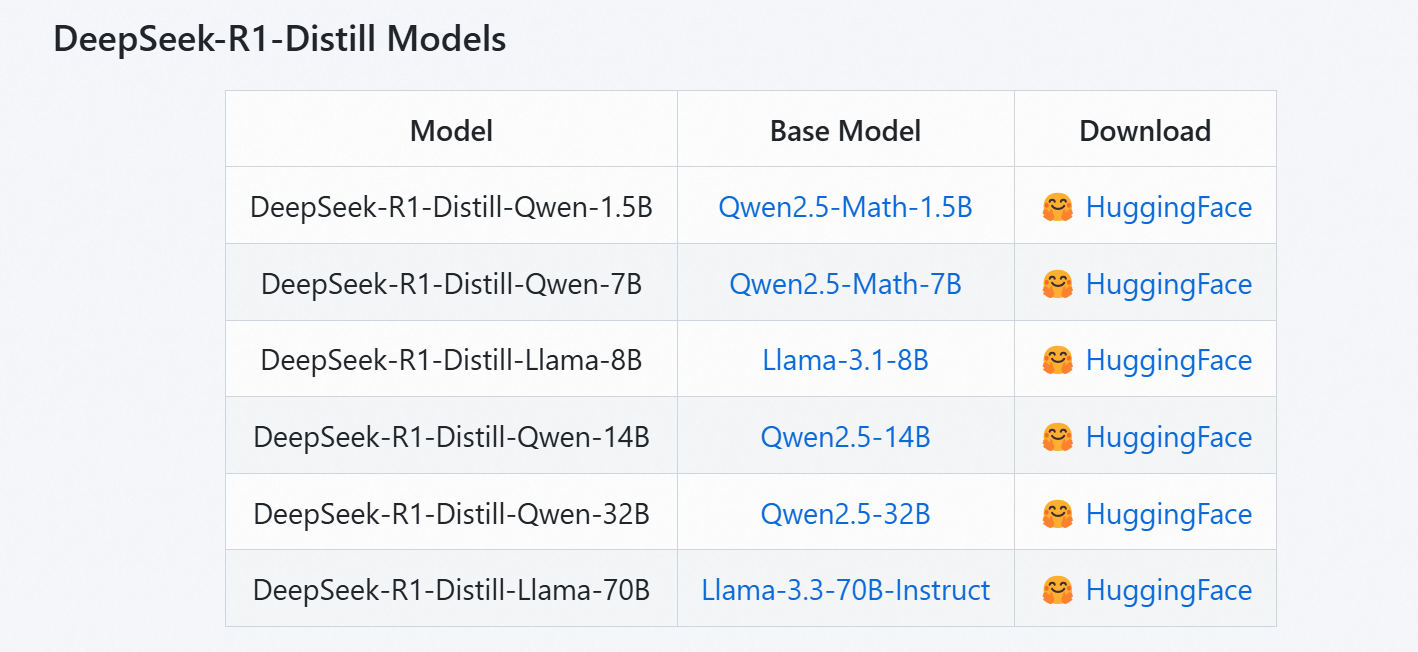 DeepSeek-R1-Distill Models
Model Base Model Download
DeepSeek-R1-Distill-Qwen-1.5B Qwen2.5-Math-1.5B 🤗 HuggingFace
DeepSeek-R1-Distill-Qwen-7B Qwen2.5-Math-7B 🤗 HuggingFace
DeepSeek-R1-Distill-Llama-8B Llama-3.1-8B 🤗 HuggingFace
DeepSeek-R1-Distill-Qwen-14B Qwen2.5-14B 🤗 HuggingFace
DeepSeek-R1-Distill-Qwen-32B Qwen2.5-32B 🤗 HuggingFace
DeepSeek-R1-Distill-Llama-70B Llama-3.3-70B-Instruct 🤗 HuggingFace